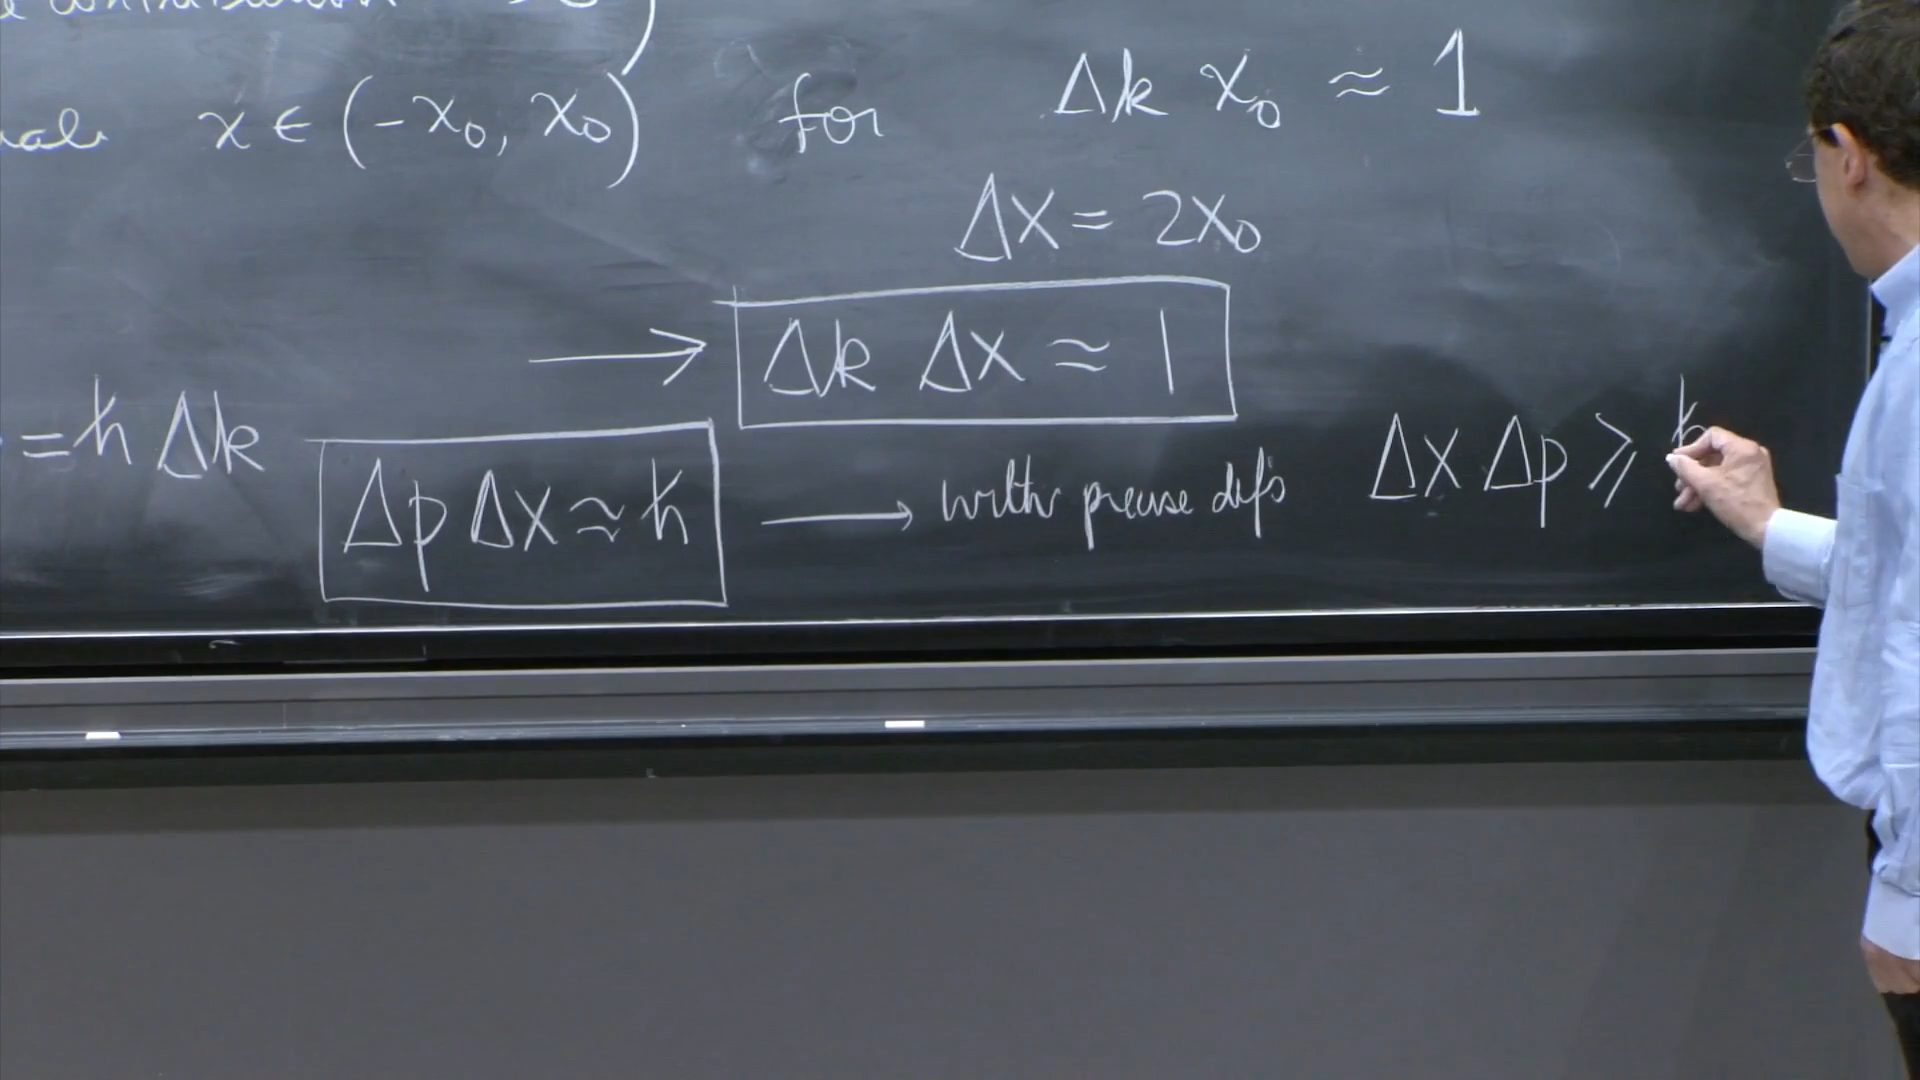 x ∈ (-x₀, x₀) for Δk x₀ ≈ 1
Δx = 2x₀
→ Δk Δx ≈ 1
= ħ Δk
Δp Δx ≈ ħ → with precise defs Δx Δp ≥ ħ